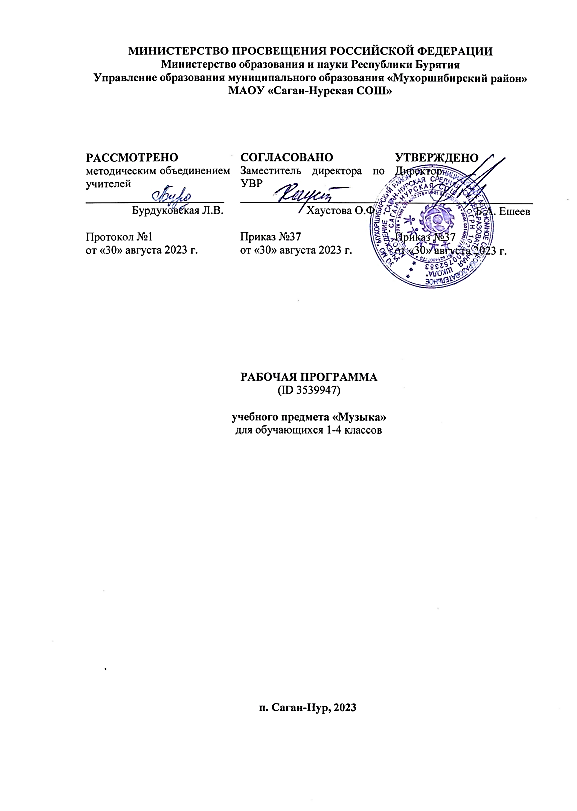 МИНИСТЕРСТВО ПРОСВЕЩЕНИЯ РОССИЙСКОЙ ФЕДЕРАЦИИ
Министерство образования и науки Республики Бурятия
Управление образования муниципального образования «Мухоршибирский район»
МАОУ «Саган-Нурская СОШ»
РАССМОТРЕНО
методическим объединением
учителей
Бурдуковская Л.В.
Протокол №1
от «30» августа 2023 г.
СОГЛАСОВАНО
Заместитель директора по
УВР
Хаустова О.Ф.
Приказ №37
от «30» августа 2023 г.
УТВЕРЖДЕНО
Директор
Ешеев
Приказ №37
от «30» августа 2023 г.
РАБОЧАЯ ПРОГРАММА
(ID 3539947)
учебного предмета «Музыка»
для обучающихся 1-4 классов
п. Саган-Нур, 2023